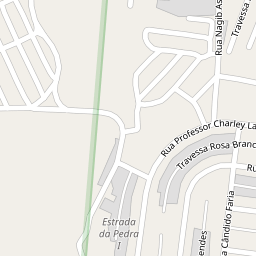 Travessa
Rua Nagib As
Rua Professor Charley La
Travessa Rosa Branc
Ru
Estrada
da Pedra
I
endes
a Cândido Faria